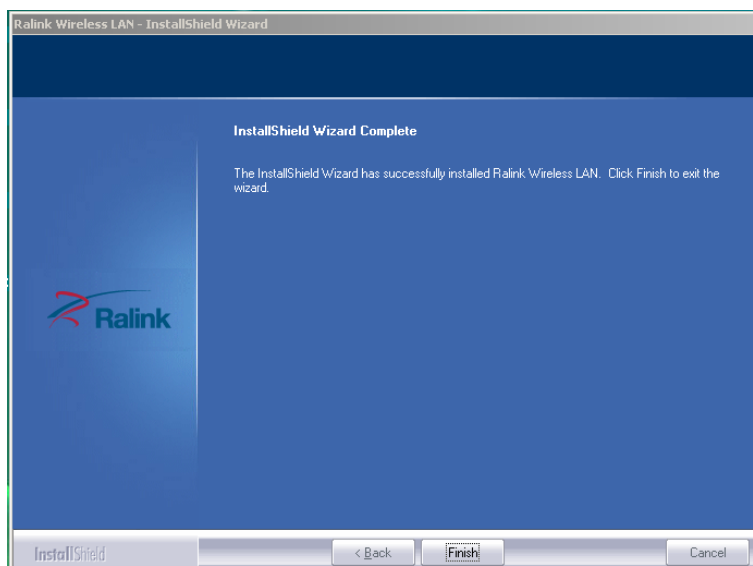 Ralink Wireless LAN - InstallShield Wizard
InstallShield Wizard Complete
The InstallShield Wizard has successfully installed Ralink Wireless LAN. Click Finish to exit the
wizard.
Ralink
InstallShield
< Back
Finish
Cancel